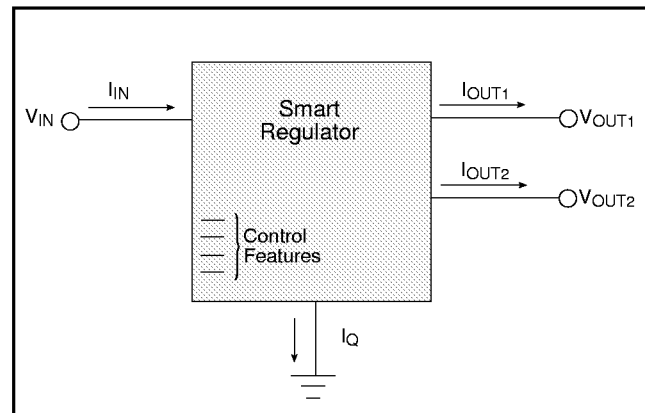 I_IN
V_IN
Smart
Regulator
I_OUT1
V_OUT1
I_OUT2
V_OUT2
Control
Features
I_Q